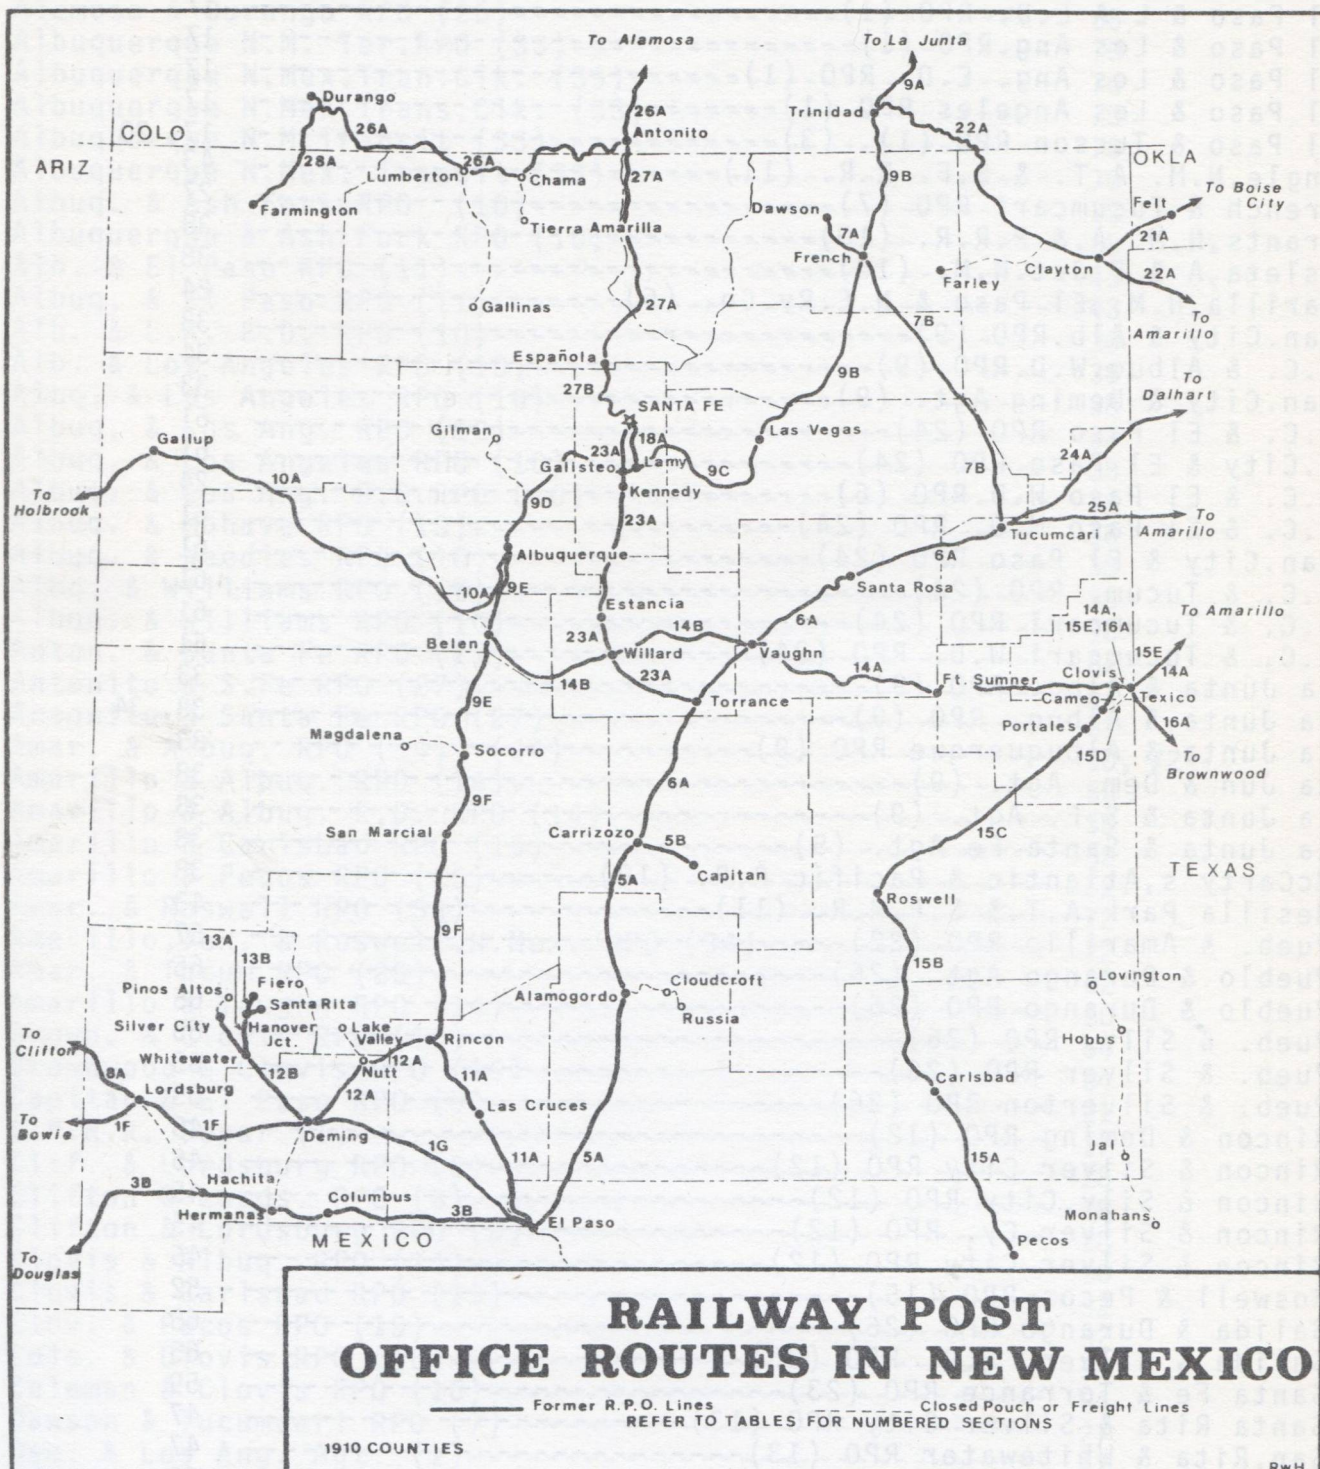 To Alamosa
To La Junta
9A
Durango
COLO
26A
26A
Antonito
Trinidad
22A
ARIZ
28A
26A
Lumberton
Chama
27A
9B
OKLA
To Boise
City
Farmington
Tierra Amarilla
Dawson
7A
French
Felt
21A
Clayton
22A
Farley
Gallinas
27A
7B
To
Amarillo
Española
27B
9B
To
Dalhart
SANTA FE
Gilman
18A
Las Vegas
Gallup
23A
Lamy
Galisteo
9C
24A
7B
To
Holbrook
10A
Kennedy
9D
23A
25A
To
Amarillo
Tucumcari
Albuquerque
6A
Santa Rosa
9E
10A
Estancia
14A,
15E,16A
To Amarillo
Belen
23A
14B
6A
Willard
Vaughn
15E
14A
14B
23A
14A
Ft. Sumner
Clovis
Texico
Cameo
9E
Torrance
Portales
16A
Magdalena
Socorro
15D
To
Brownwood
6A
9F
San Marcial
Carrizozo
5B
15C
Capitan
TEXAS
5A
Roswell
9F
13A
13B
15B
Fiero
Pinos Altos
Santa Rita
Cloudcroft
Alamogordo
Lovington
Silver City
Hanover
Jct.
Lake
Valley
Russia
To
Clifton
Whitewater
Rincon
Hobbs
12A
Nutt
8A
12B
11A
Lordsburg
12A
Carlsbad
Las Cruces
To
Bowie
1F
1F
Deming
1G
11A
5A
15A
Jal
3B
Hachita
Hermanas
Columbus
3B
El Paso
Monahans
MEXICO
Pecos
To
Douglas
RAILWAY POST
OFFICE ROUTES IN NEW MEXICO
Former R.P.O. Lines
Closed Pouch or Freight Lines
REFER TO TABLES FOR NUMBERED SECTIONS
1910 COUNTIES
RwH